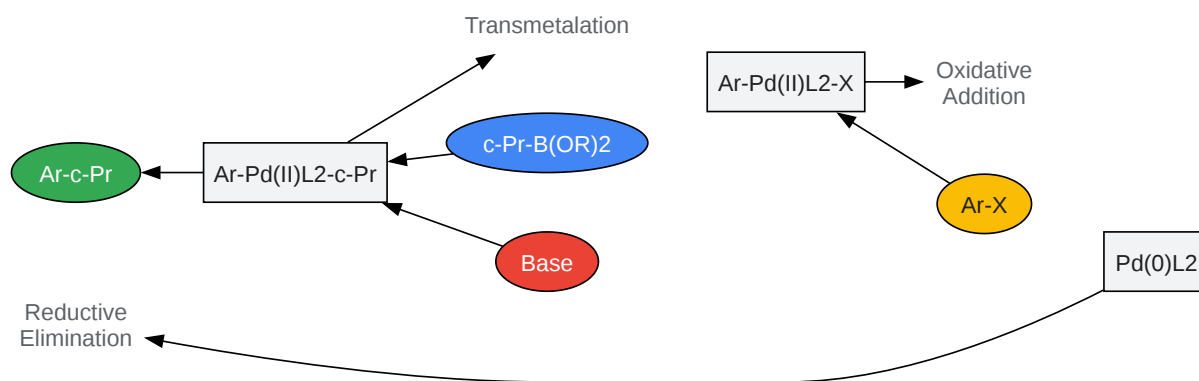 Transmetalation
Ar-Pd(II)L2-X
Oxidative
Addition
c-Pr-B(OR)2
Ar-c-Pr
Ar-Pd(II)L2-c-Pr
Ar-X
Base
Pd(0)L2
Reductive
Elimination